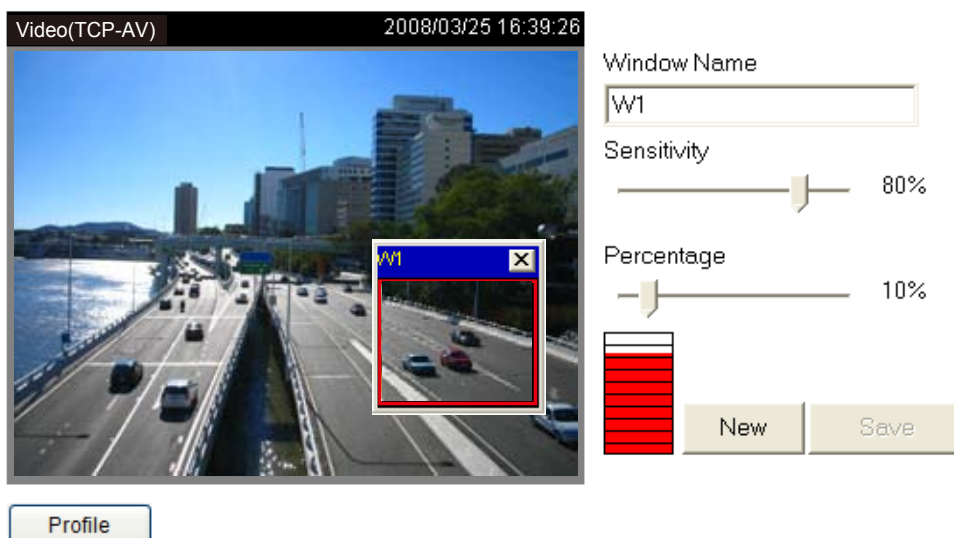 Video(TCP-AV) 2008/03/25 16:39:26
Window Name
W1
Sensitivity
80%
W1
Percentage
10%
New Save
Profile